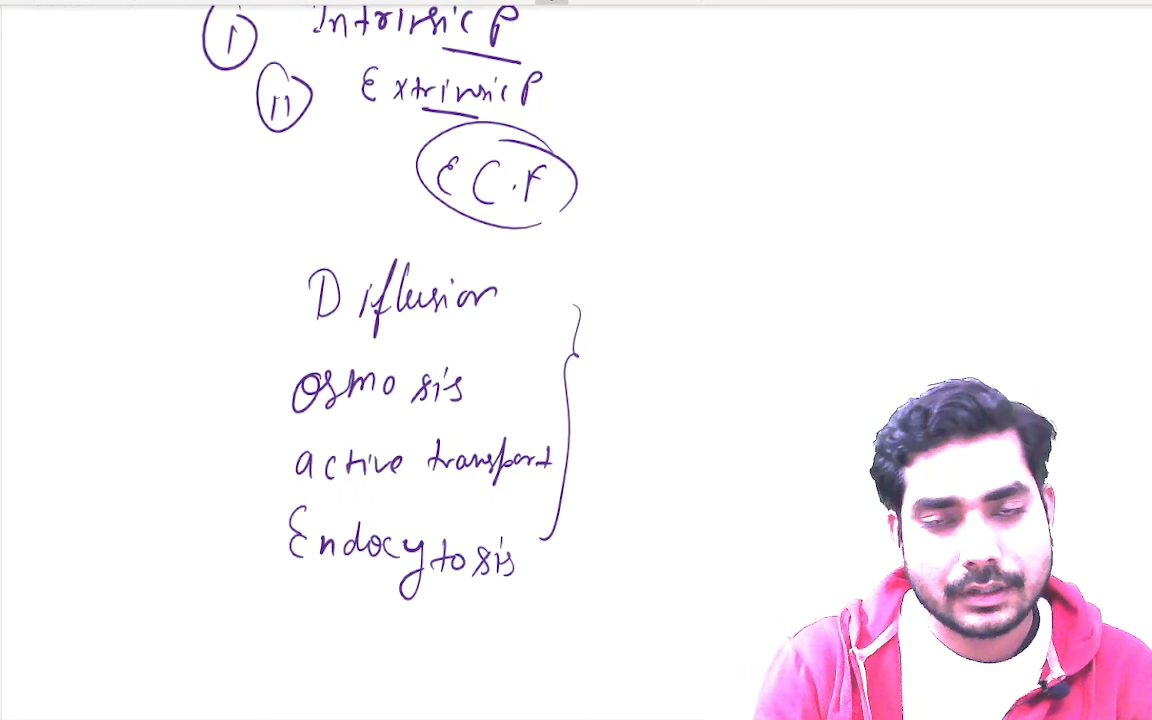 (i) Intrinsic P
(ii) Extrinsic P
E C.F
Diffusion
osmosis
active transport
Endocytosis